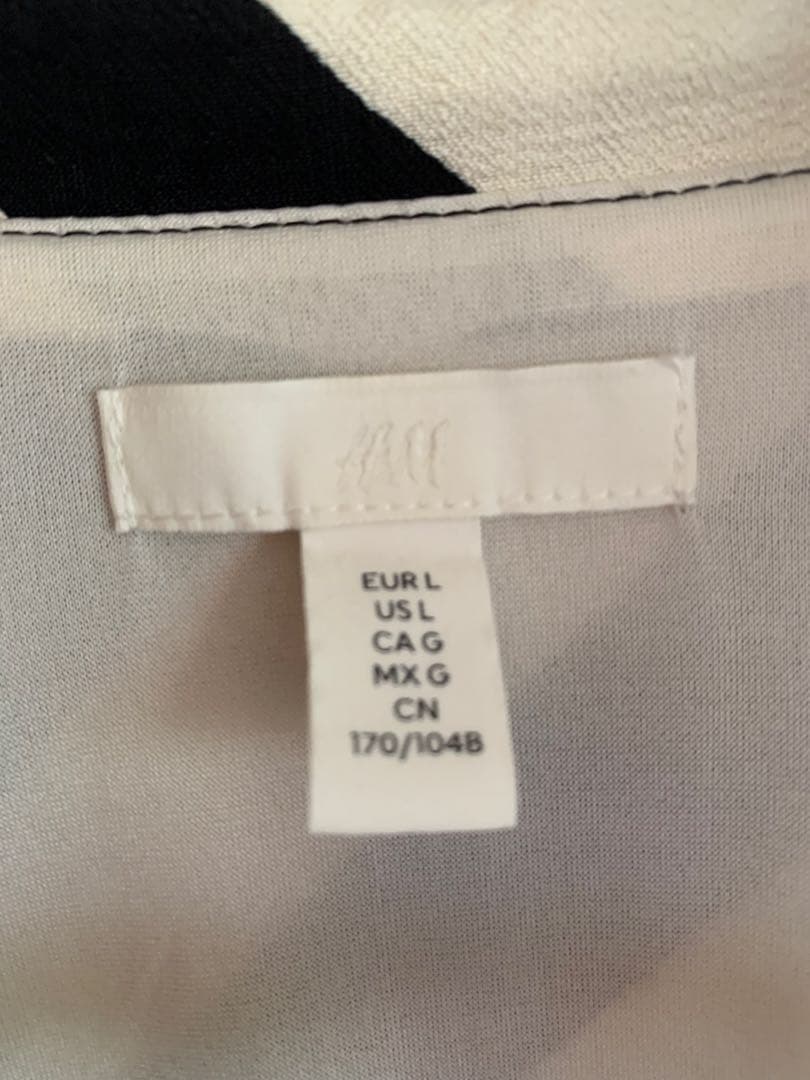 H&M
EUR L
US L
CA G
MX G
CN
170/104B